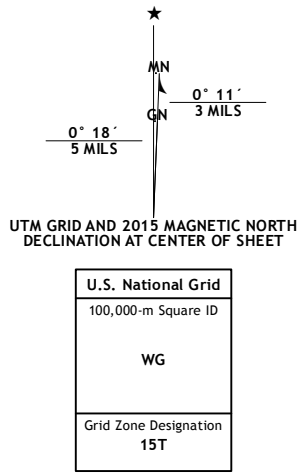 ★
MN
0° 11´
3 MILS
GN
0° 18´
5 MILS
UTM GRID AND 2015 MAGNETIC NORTH
DECLINATION AT CENTER OF SHEET
U.S. National Grid
100,000-m Square ID
WG
Grid Zone Designation
15T